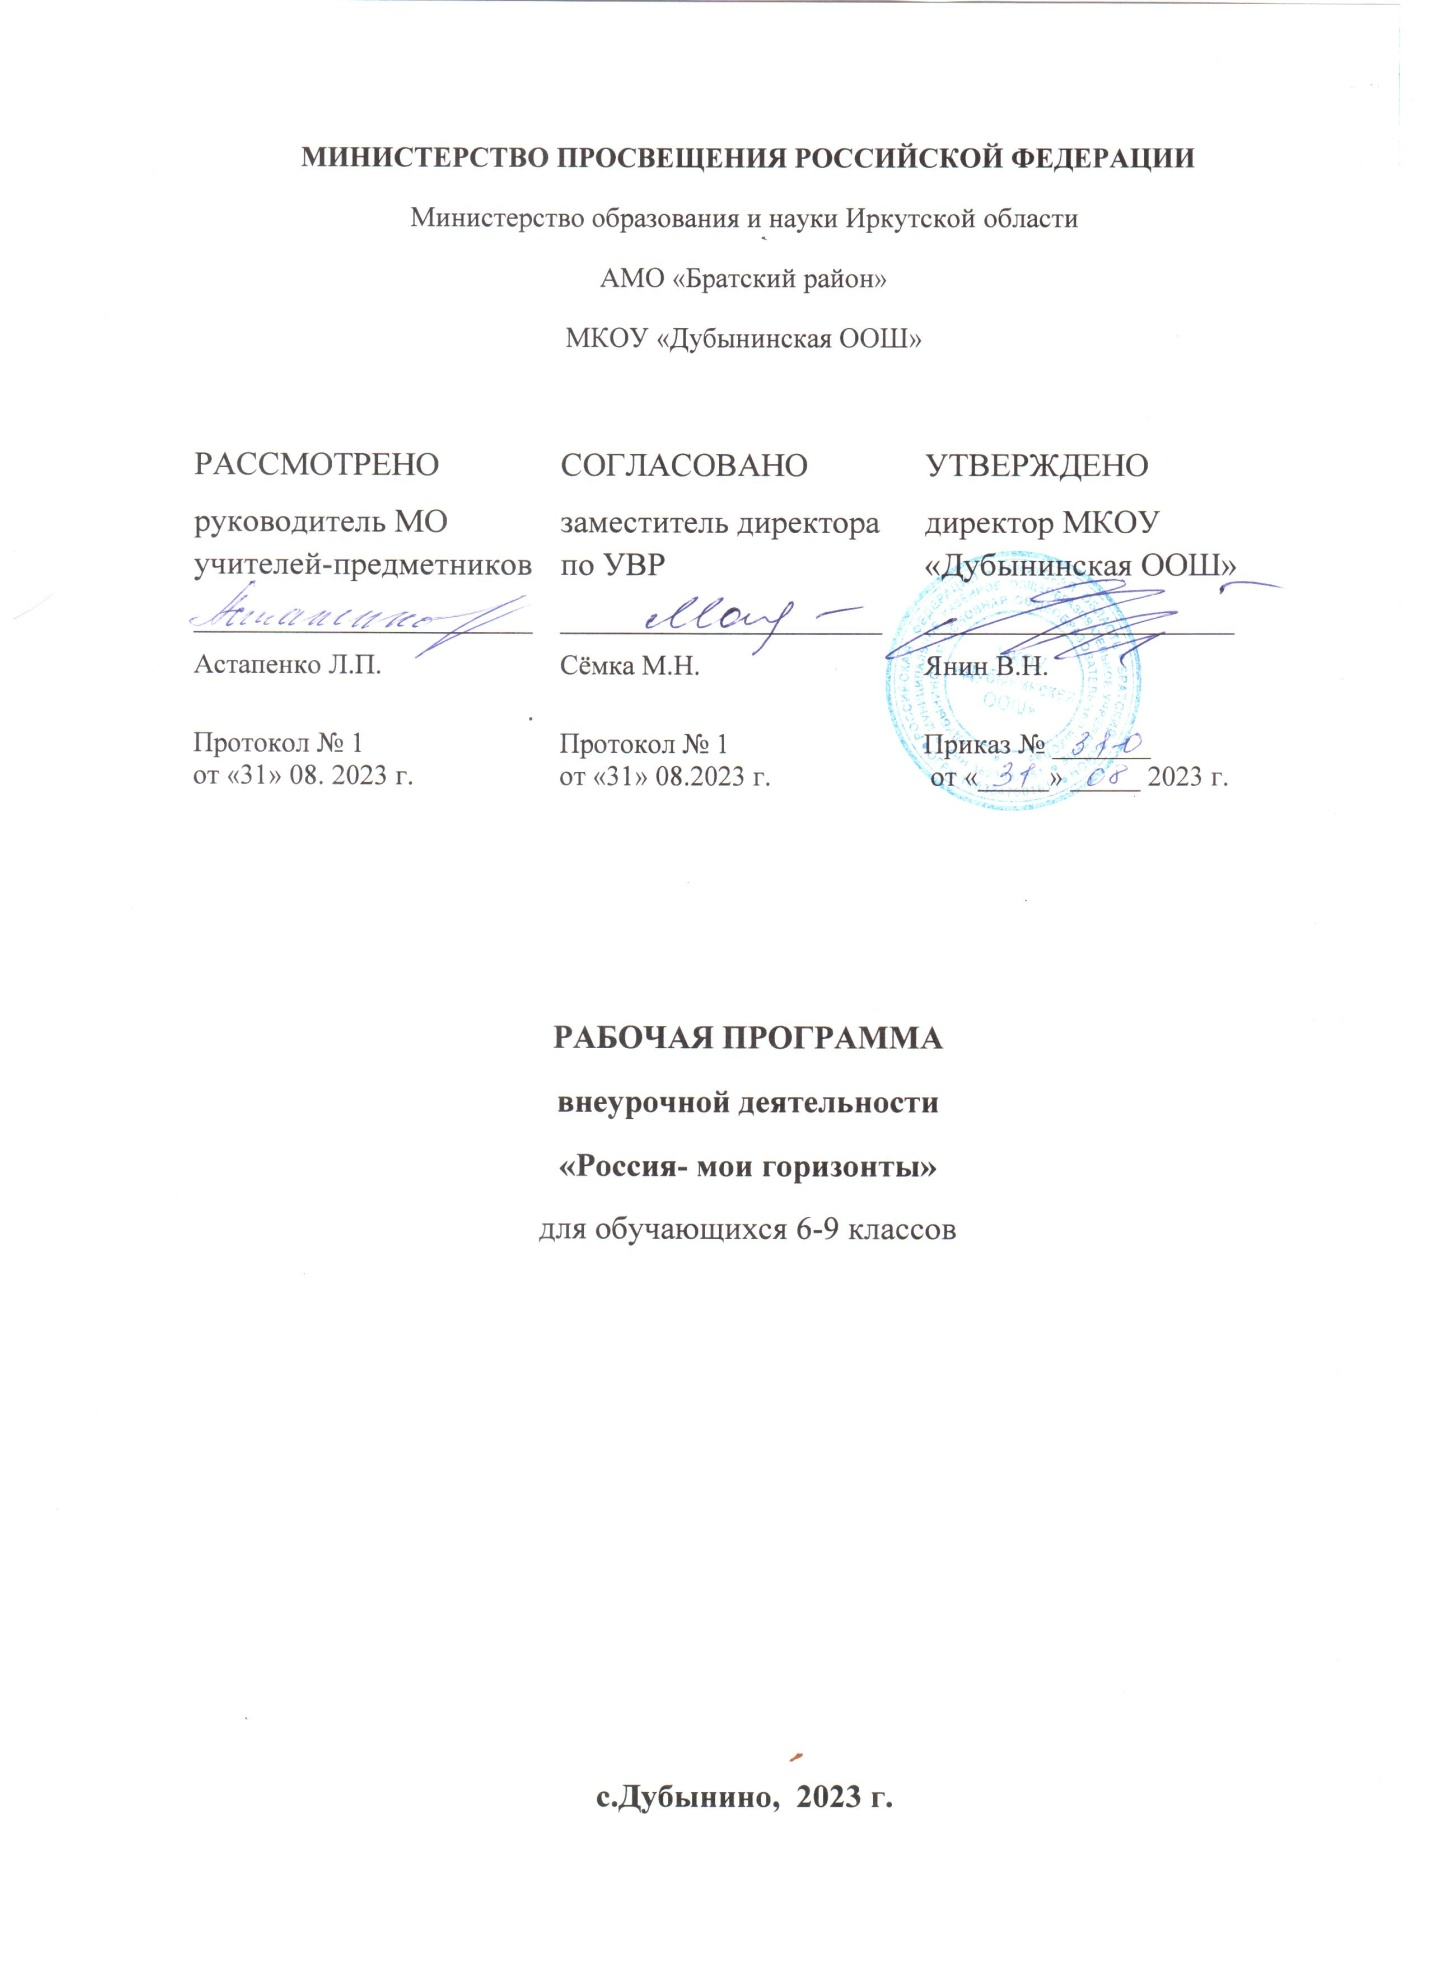 МИНИСТЕРСТВО ПРОСВЕЩЕНИЯ РОССИЙСКОЙ ФЕДЕРАЦИИ
Министерство образования и науки Иркутской области
АМО «Братский район»
МКОУ «Дубынинская ООШ»
РАССМОТРЕНО
руководитель МО
учителей-предметников
Астапенко Л.П.
Протокол № 1
от «31» 08. 2023 г.
СОГЛАСОВАНО
заместитель директора
по УВР
Сёмка М.Н.
Протокол № 1
от «31» 08.2023 г.
УТВЕРЖДЕНО
директор МКОУ
«Дубынинская ООШ»
Янин В.Н.
Приказ №
от «31» 08 2023 г.
РАБОЧАЯ ПРОГРАММА
внеурочной деятельности
«Россия- мои горизонты»
для обучающихся 6-9 классов
с.Дубынино, 2023 г.